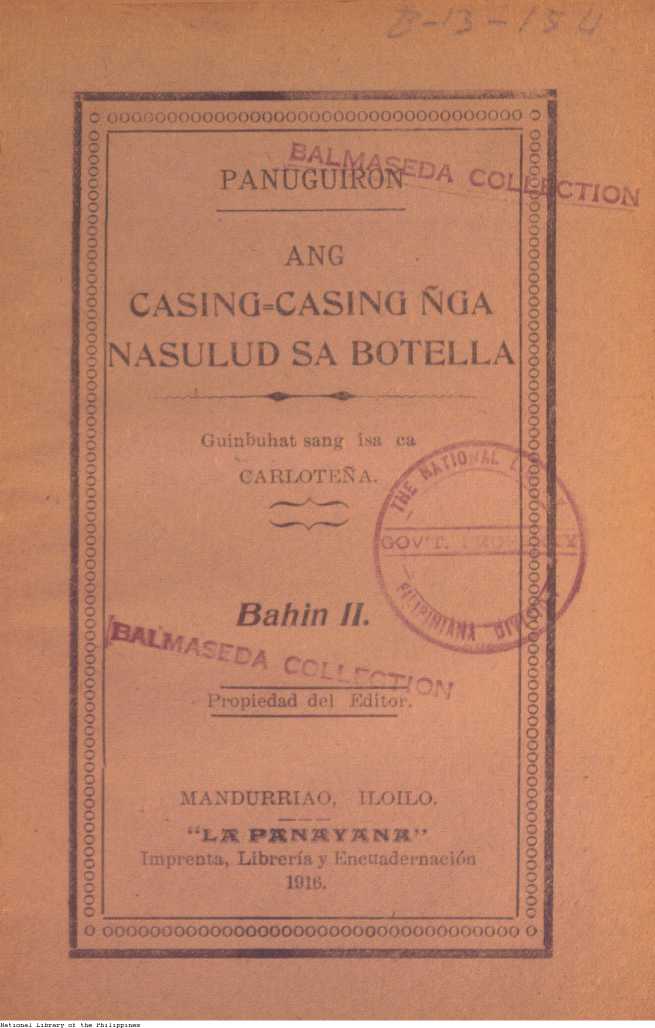 B-13-154
BALMASEDA COLLECTION
PANUGUIRON
ANG
CASING=CASING ÑGA
NASULUD SA BOTELLA
Guinbuhat sang isa ca
CARLOTEÑA.
THE NATIONAL
GOV'T. PROPERTY
FILIPINIANA
Bahin II.
BALMASEDA COLLECTION
Propiedad del Editor.
MANDURRIAO, ILOILO.
"LA PANAYANA"
Imprenta, Librería y Encuadernación
1916.
National Library of the Philippines